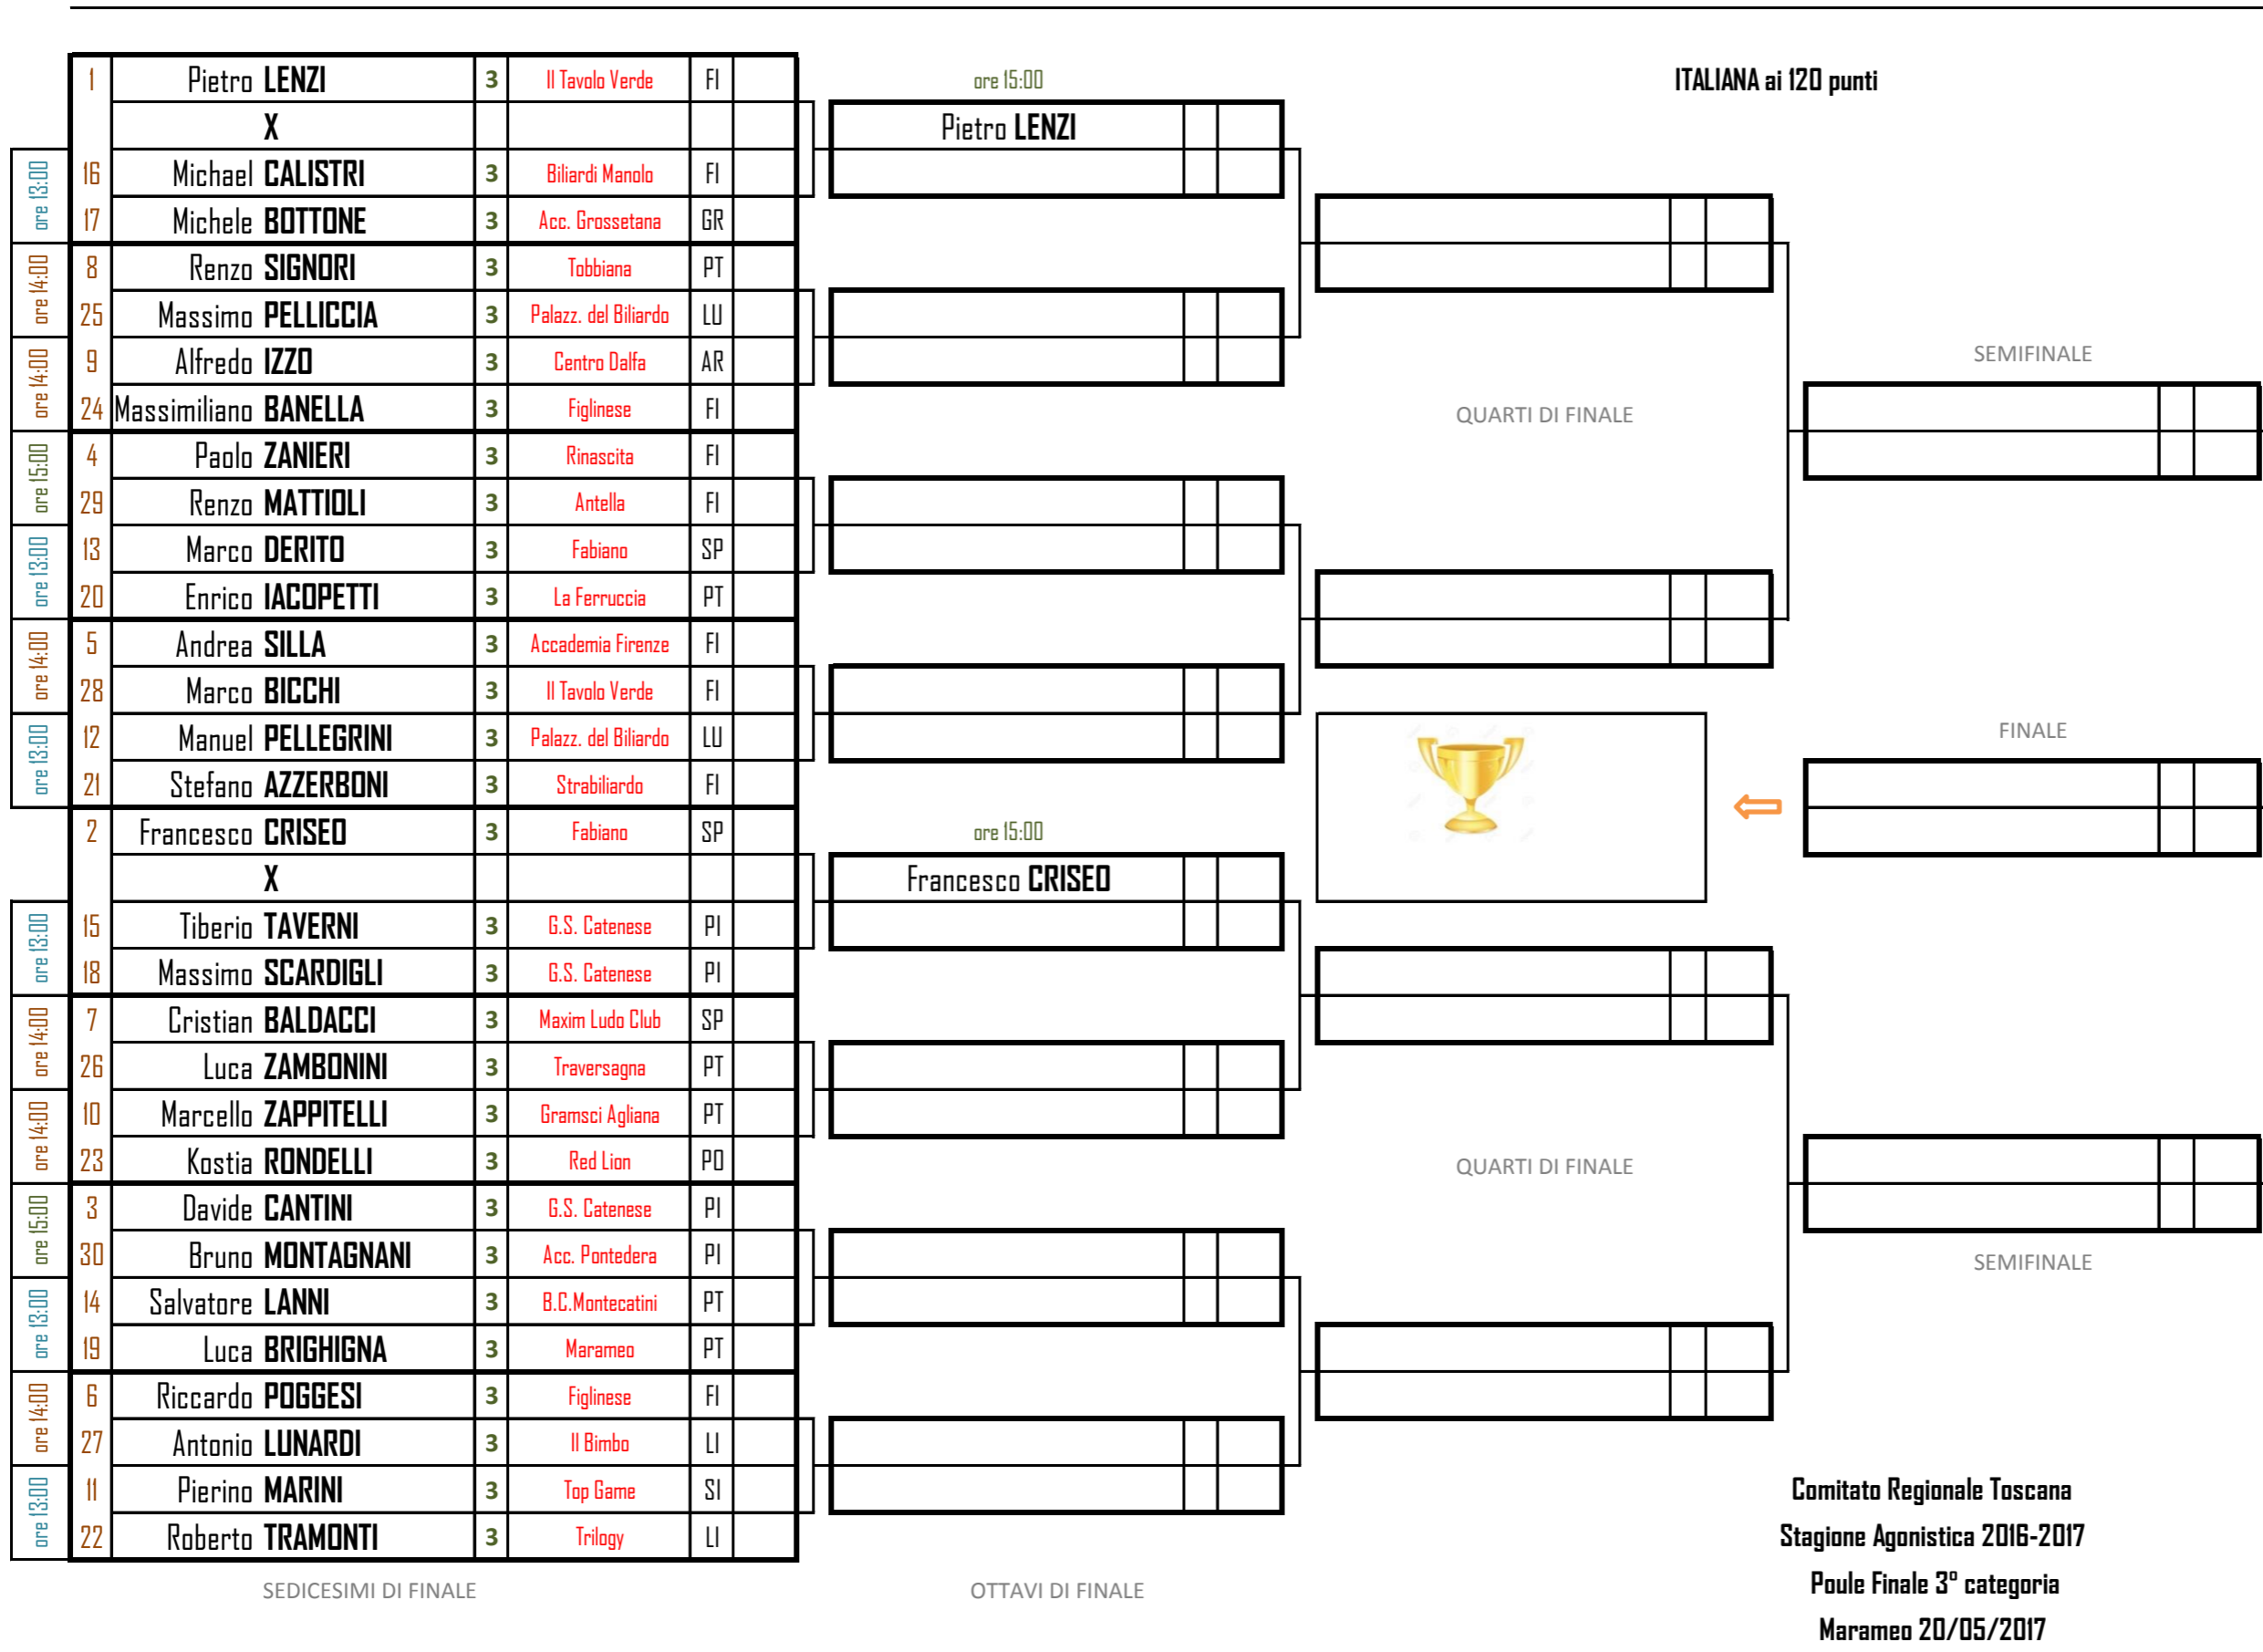 1 Pietro LENZI 3 Il Tavolo Verde FI ore 15:00 ITALIANA ai 120 punti
X Pietro LENZI
ore 13:00 16 Michael CALISTRI 3 Biliardi Manolo FI
17 Michele BOTTONE 3 Acc. Grossetana GR
ore 14:00 8 Renzo SIGNORI 3 Tobbiana PT
25 Massimo PELLICCIA 3 Palazz. del Biliardo LU
ore 14:00 9 Alfredo IZZO 3 Centro Dalfa AR SEMIFINALE
24 Massimiliano BANELLA 3 Figlinese FI QUARTI DI FINALE
ore 15:00 4 Paolo ZANIERI 3 Rinascita FI
29 Renzo MATTIOLI 3 Antella FI
ore 13:00 13 Marco DERITO 3 Fabiano SP
20 Enrico IACOPETTI 3 La Ferruccia PT
ore 14:00 5 Andrea SILLA 3 Accademia Firenze FI
28 Marco BICCHI 3 Il Tavolo Verde FI
ore 13:00 12 Manuel PELLEGRINI 3 Palazz. del Biliardo LU FINALE
21 Stefano AZZERBONI 3 Strabiliardo FI
2 Francesco CRISEO 3 Fabiano SP ore 15:00
X Francesco CRISEO
ore 13:00 15 Tiberio TAVERNI 3 G.S. Catenese PI
18 Massimo SCARDIGLI 3 G.S. Catenese PI
ore 14:00 7 Cristian BALDACCI 3 Maxim Ludo Club SP
26 Luca ZAMBONINI 3 Traversagna PT
ore 14:00 10 Marcello ZAPPITELLI 3 Gramsci Agliana PT
23 Kostia RONDELLI 3 Red Lion PO QUARTI DI FINALE
ore 15:00 3 Davide CANTINI 3 G.S. Catenese PI
30 Bruno MONTAGNANI 3 Acc. Pontedera PI SEMIFINALE
ore 13:00 14 Salvatore LANNI 3 B.C.Montecatini PT
19 Luca BRIGHIGNA 3 Marameo PT
ore 14:00 6 Riccardo POGGESI 3 Figlinese FI
27 Antonio LUNARDI 3 Il Bimbo LI
ore 13:00 11 Pierino MARINI 3 Top Game SI Comitato Regionale Toscana
22 Roberto TRAMONTI 3 Trilogy LI Stagione Agonistica 2016-2017
SEDICESIMI DI FINALE OTTAVI DI FINALE Poule Finale 3° categoria
Marameo 20/05/2017